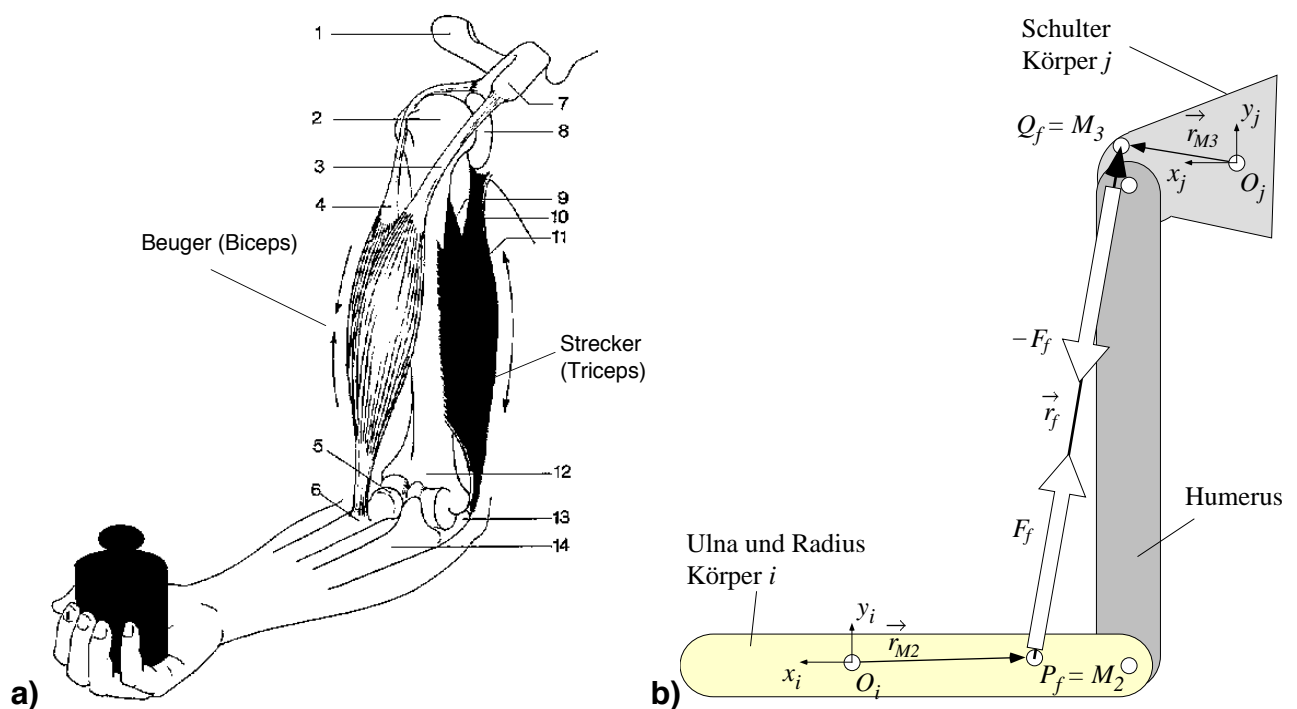 1
2
3
4
5
6
7
8
9
10
11
12
13
14
Beuger (Biceps)
Strecker
(Triceps)
a)
Schulter
Körper j
Q_f = M_3
r_M3
y_j
x_j
O_j
−F_f
r_f
F_f
Humerus
Ulna und Radius
Körper i
y_i
r_M2
x_i
O_i
P_f = M_2
b)